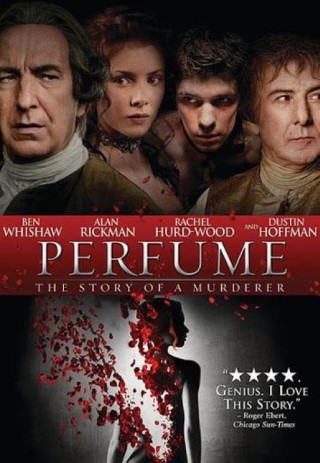 BEN WHISHAW ALAN RICKMAN RACHEL HURD-WOOD AND DUSTIN HOFFMAN
PERFUME
THE STORY OF A MURDERER
"★★★★.
GENIUS. I LOVE
THIS STORY."
– Roger Ebert,
Chicago Sun-Times